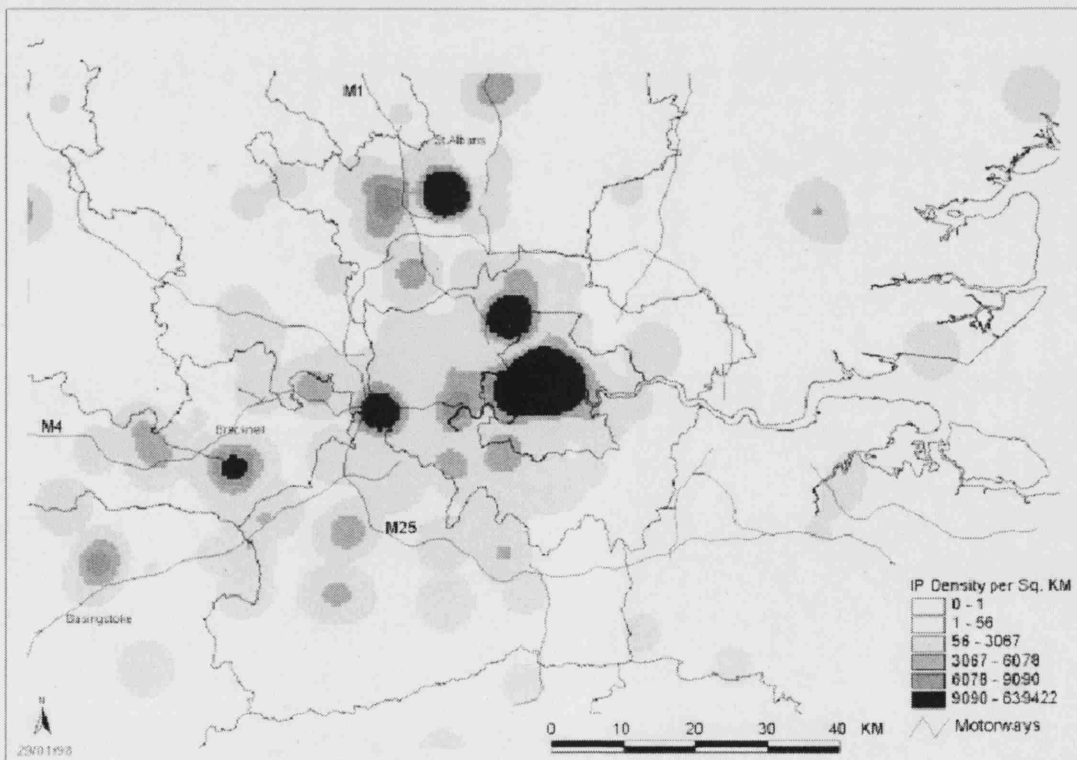 M1
St.Albans
M4
Bracknell
M25
Basingstoke
IP Density per Sq. KM
0 - 1
1 - 56
56 - 3067
3067 - 6078
6078 - 9090
9090 - 639422
Motorways
N
0 10 20 30 40 KM
29/01/98